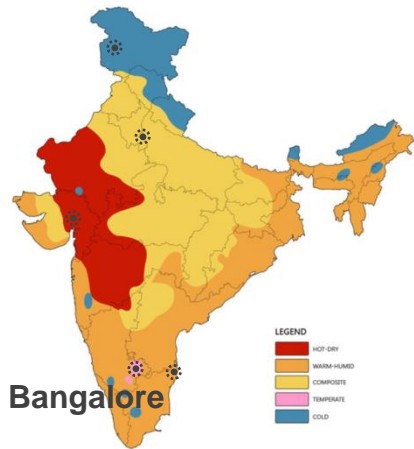 LEGEND
HOT-DRY
WARM-HUMID
COMPOSITE
TEMPERATE
COLD
Bangalore